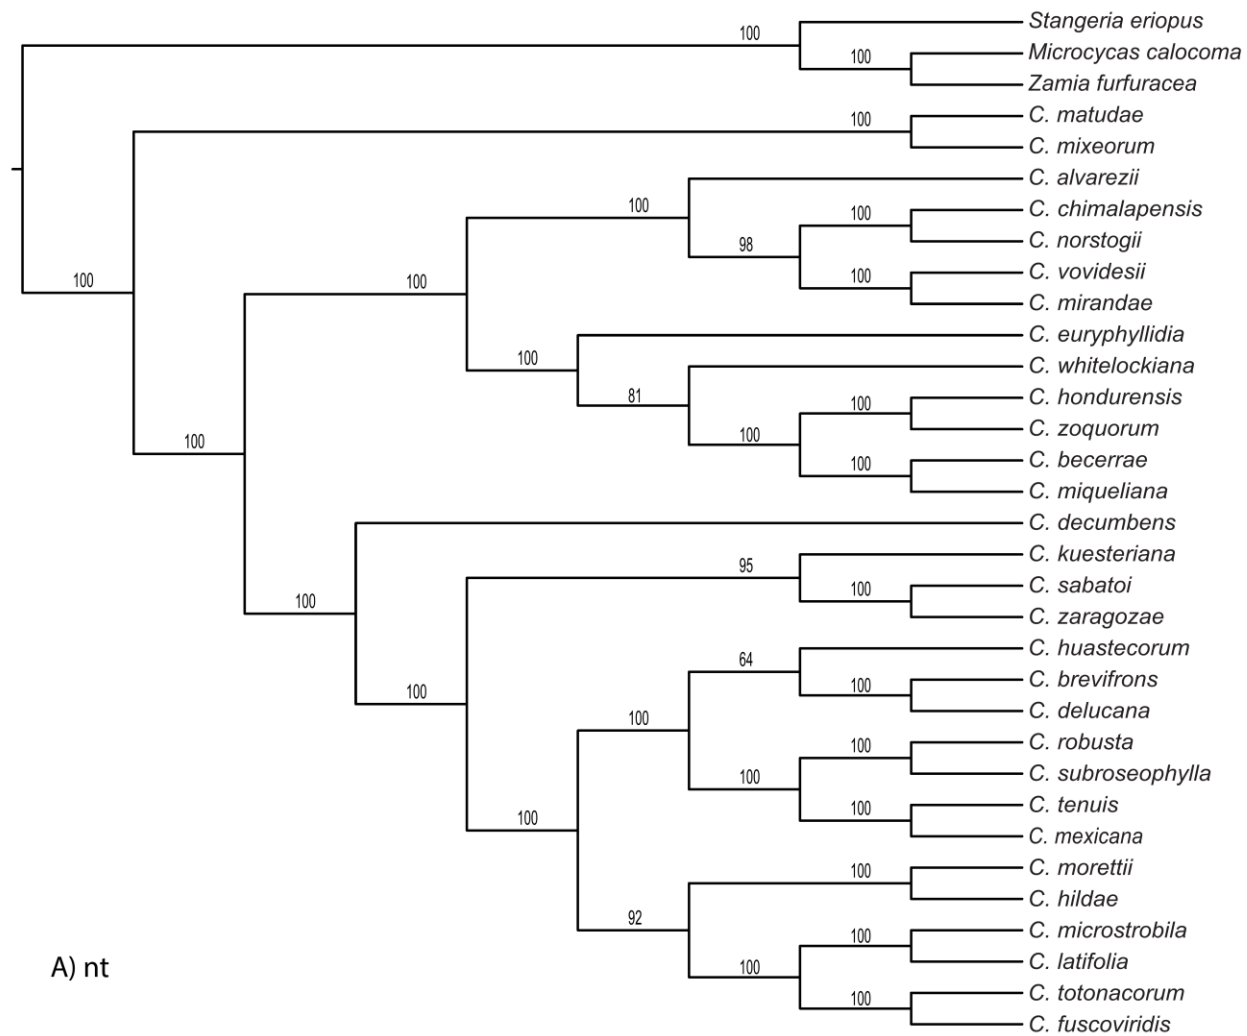 Stangeria eriopus
100
Microcycas calocoma
100
Zamia furfuracea
C. matudae
100
C. mixeorum
C. alvarezii
100
C. chimalapensis
100
C. norstogii
98
C. vovidesii
100
C. mirandae
100
100
C. euryphyllidia
100
C. whitelockiana
81
C. hondurensis
100
C. zoquorum
100
100
C. becerrae
100
C. miqueliana
C. decumbens
C. kuesteriana
95
C. sabatoi
100
100
C. zaragozae
C. huastecorum
64
C. brevifrons
100
100
C. delucana
100
C. robusta
100
C. subroseophylla
100
C. tenuis
100
100
C. mexicana
C. morettii
100
C. hildae
92
C. microstrobila
100
C. latifolia
100
A) nt
C. totonacorum
100
C. fuscoviridis